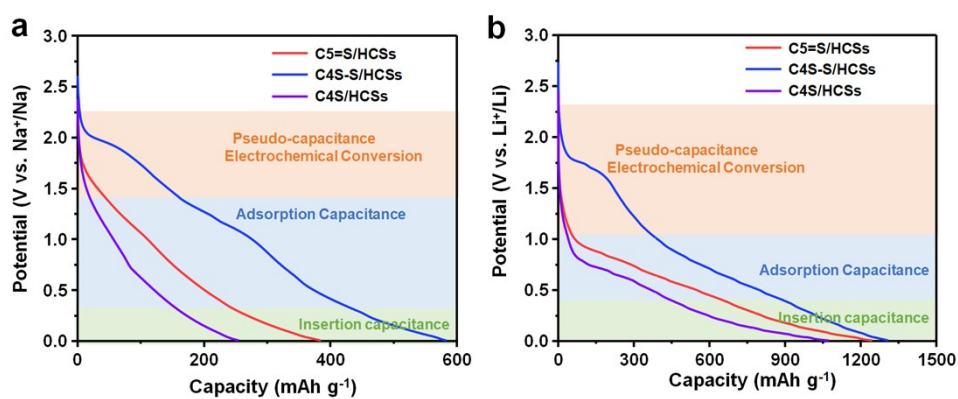 a
3.0
2.5
2.0
1.5
1.0
0.5
0.0
Potential (V vs. Na⁺/Na)
C5=S/HCSs
C4S-S/HCSs
C4S/HCSs
Pseudo-capacitance
Electrochemical Conversion
Adsorption Capacitance
Insertion capacitance
0 200 400 600
Capacity (mAh g⁻¹)
b
3.0
2.5
2.0
1.5
1.0
0.5
0.0
Potential (V vs. Li⁺/Li)
C5=S/HCSs
C4S-S/HCSs
C4S/HCSs
Pseudo-capacitance
Electrochemical Conversion
Adsorption Capacitance
Insertion capacitance
0 300 600 900 1200 1500
Capacity (mAh g⁻¹)